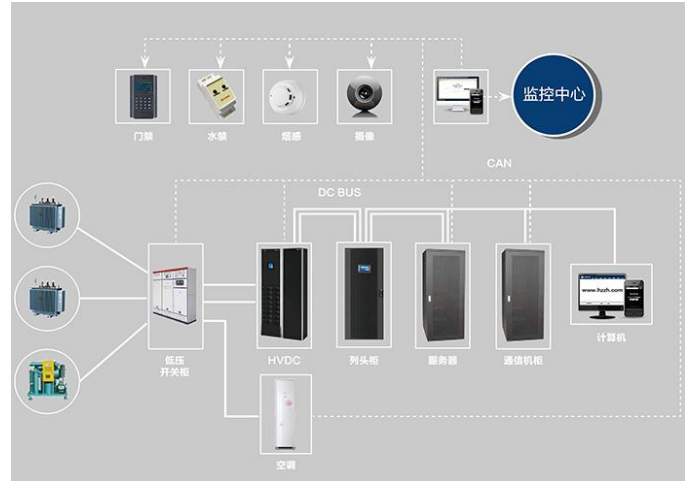 监控中心
门禁
水禁
烟感
摄像
CAN
DC BUS
www.hzzh.com
低压
开关柜
HVDC
列头柜
服务器
通信机柜
计算机
空调